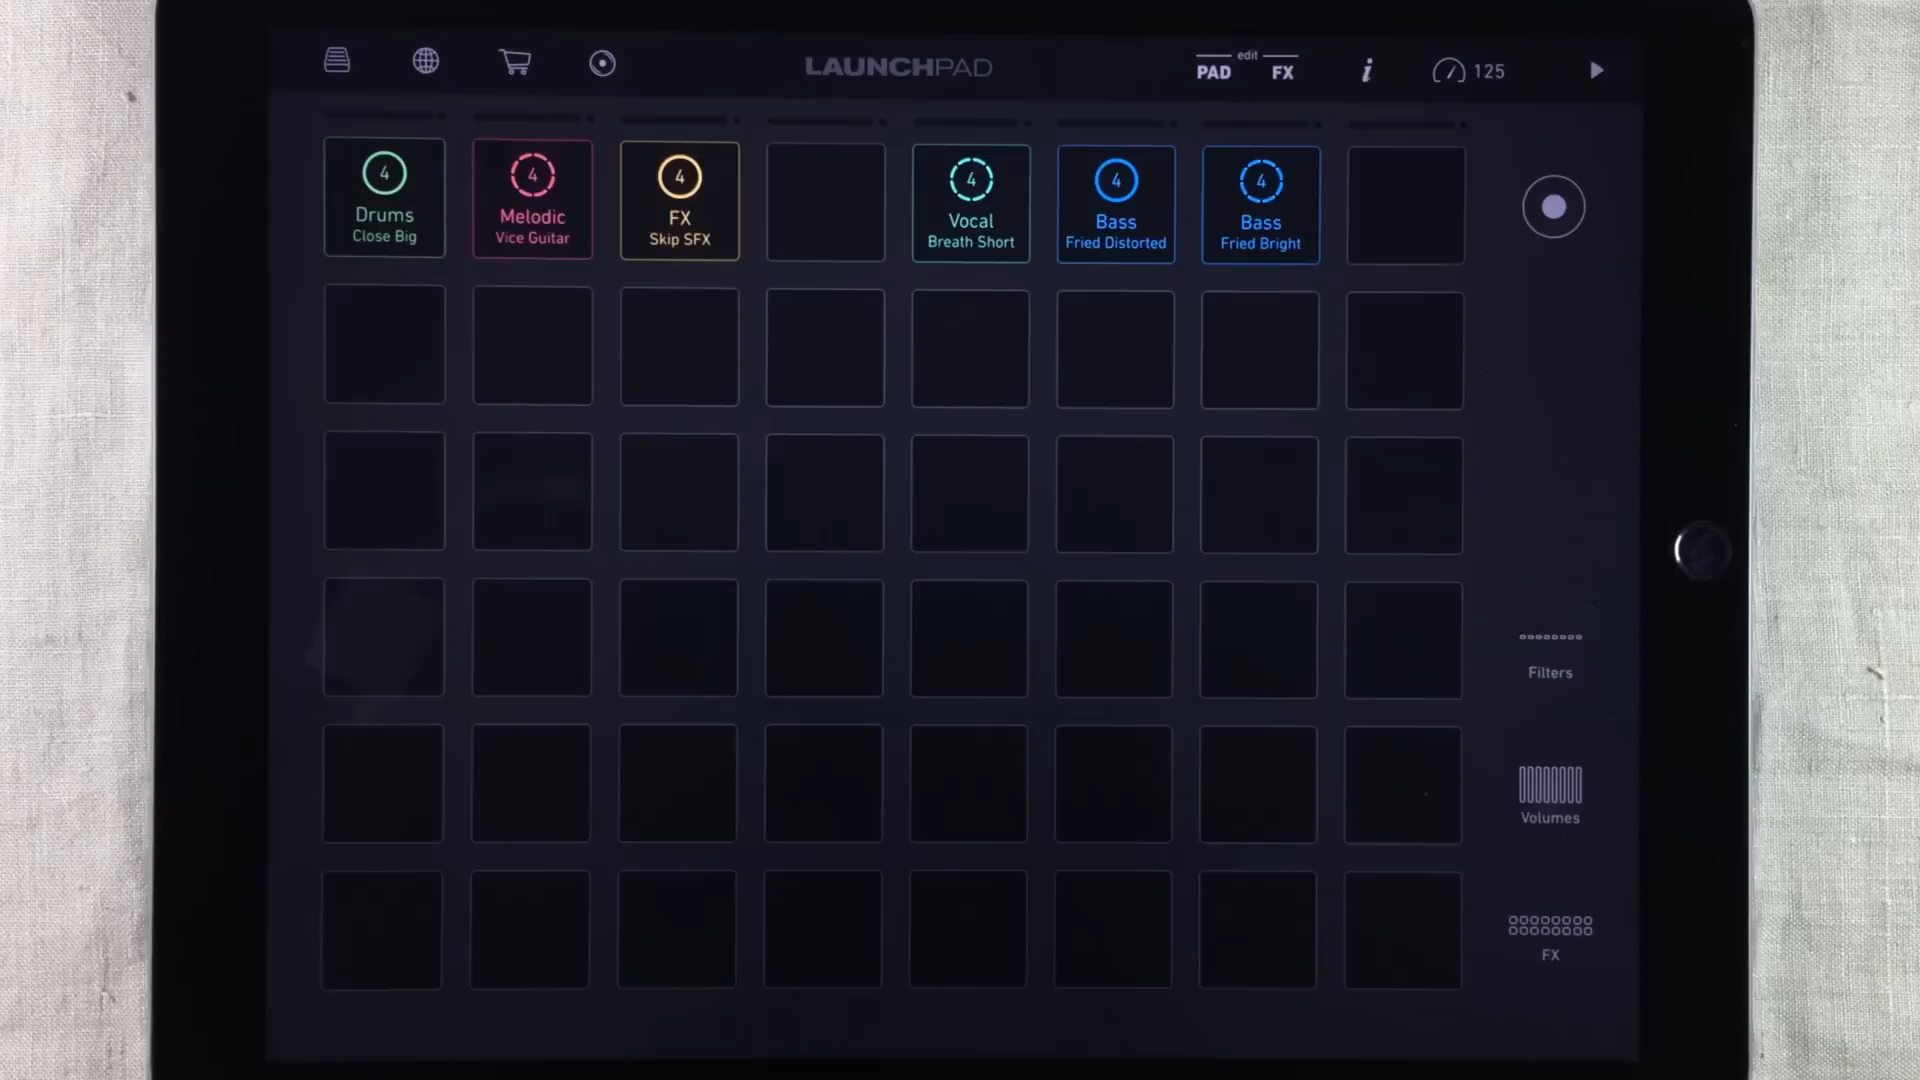 LAUNCHPAD
edit
PAD FX
i
125
4
Drums
Close Big
4
Melodic
Vice Guitar
4
FX
Skip SFX
4
Vocal
Breath Short
4
Bass
Fried Distorted
4
Bass
Fried Bright
Filters
Volumes
FX